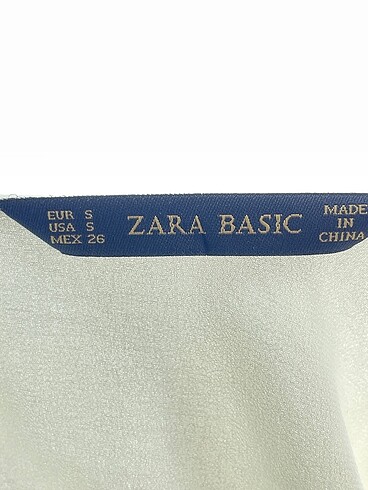 EUR S
USA S
MEX 26
ZARA BASIC
MADE
IN
CHINA